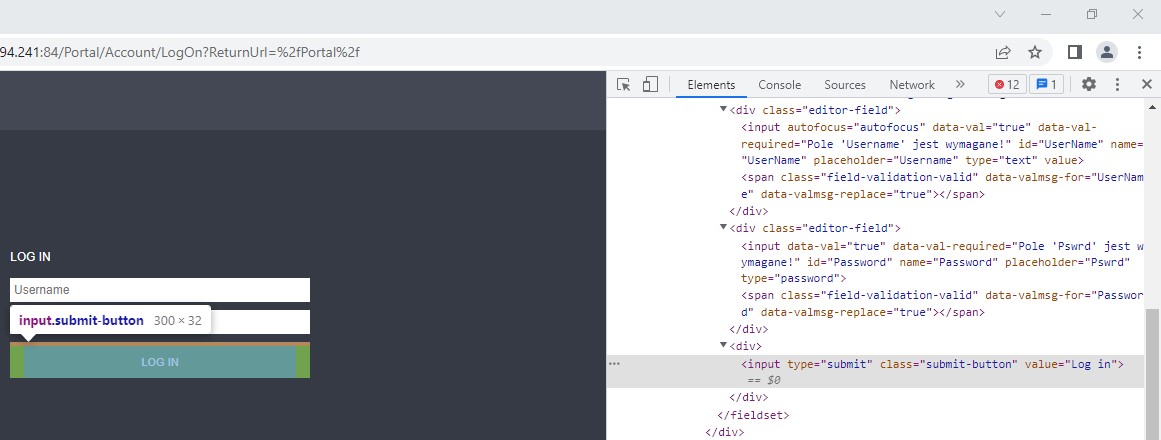 94.241:84/Portal/Account/LogOn?ReturnUrl=%2fPortal%2f
Elements Console Sources Network » 12 1
<div class="editor-field">
<input autofocus="autofocus" data-val="true" data-val-
required="Pole 'Username' jest wymagane!" id="UserName" name=
"UserName" placeholder="Username" type="text" value>
<span class="field-validation-valid" data-valmsg-for="UserNam
e" data-valmsg-replace="true"></span>
</div>
<div class="editor-field">
<input data-val="true" data-val-required="Pole 'Pswrd' jest w
ymagane!" id="Password" name="Password" placeholder="Pswrd"
type="password">
<span class="field-validation-valid" data-valmsg-for="Passwor
d" data-valmsg-replace="true"></span>
</div>
<div>
<input type="submit" class="submit-button" value="Log in">
== $0
</div>
</fieldset>
</div>
LOG IN
Username
input.submit-button 300 × 32
LOG IN